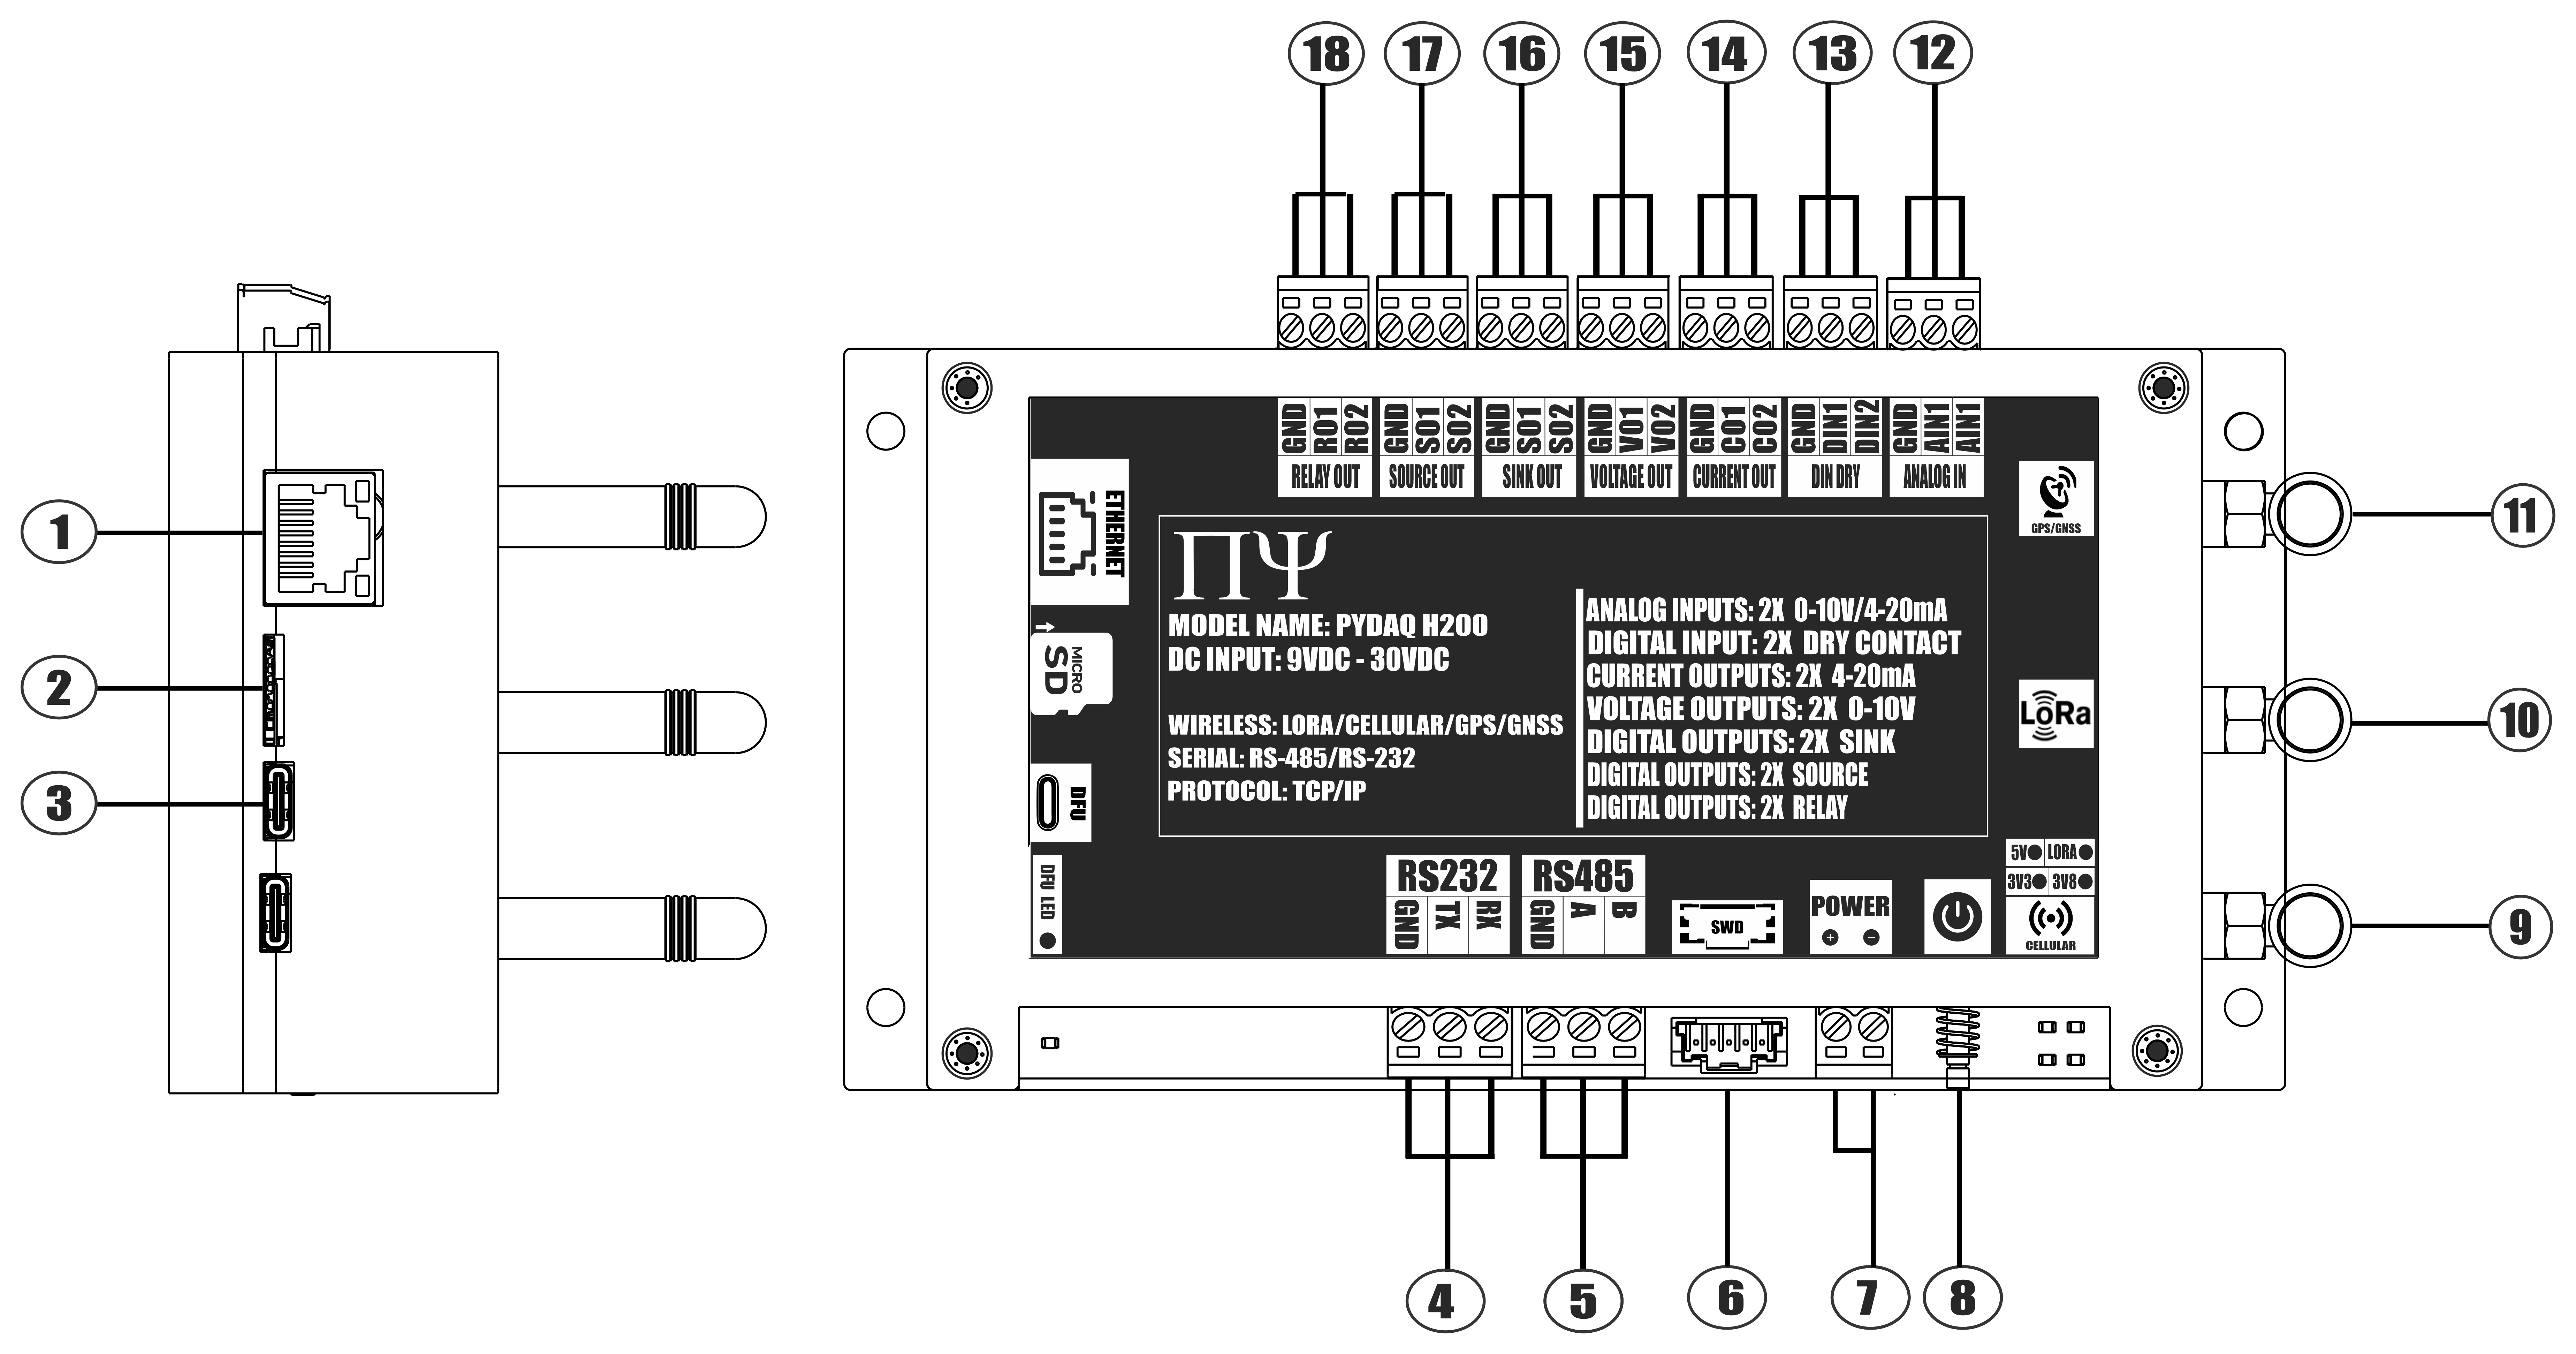 18 17 16 15 14 13 12
1
2
3
GND RO1 RO2
RELAY OUT
GND SO1 SO2
SOURCE OUT
GND SO1 SO2
SINK OUT
GND VO1 VO2
VOLTAGE OUT
GND CO1 CO2
CURRENT OUT
GND DIN1 DIN2
DIN DRY
GND AIN1 AIN1
ANALOG IN
ETHERNET
MICRO
SD
DFU
DFU LED
ΠΨ
MODEL NAME: PYDAQ H200
DC INPUT: 9VDC - 30VDC
WIRELESS: LORA/CELLULAR/GPS/GNSS
SERIAL: RS-485/RS-232
PROTOCOL: TCP/IP
ANALOG INPUTS: 2X 0-10V/4-20mA
DIGITAL INPUT: 2X DRY CONTACT
CURRENT OUTPUTS: 2X 4-20mA
VOLTAGE OUTPUTS: 2X 0-10V
DIGITAL OUTPUTS: 2X SINK
DIGITAL OUTPUTS: 2X SOURCE
DIGITAL OUTPUTS: 2X RELAY
GPS/GNSS
LoRa
5V LORA
3V3 3V8
CELLULAR
RS232
GND TX RX
RS485
GND A B
SWD
POWER
+ -
11
10
9
4 5 6 7 8